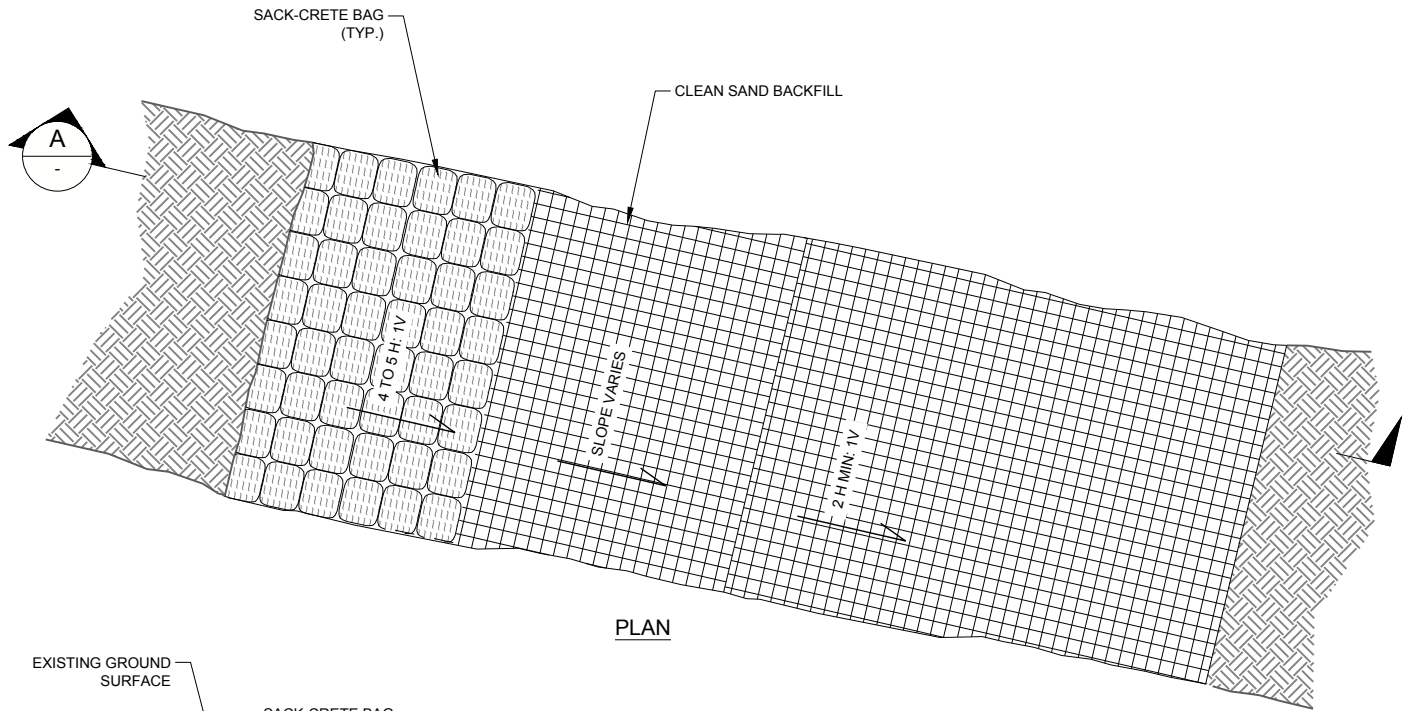 SACK-CRETE BAG
(TYP.)
CLEAN SAND BACKFILL
A
-
4 TO 5 H: 1V
SLOPE VARIES
2 H MIN: 1V
PLAN
EXISTING GROUND
SURFACE
SACK-CRETE BAG